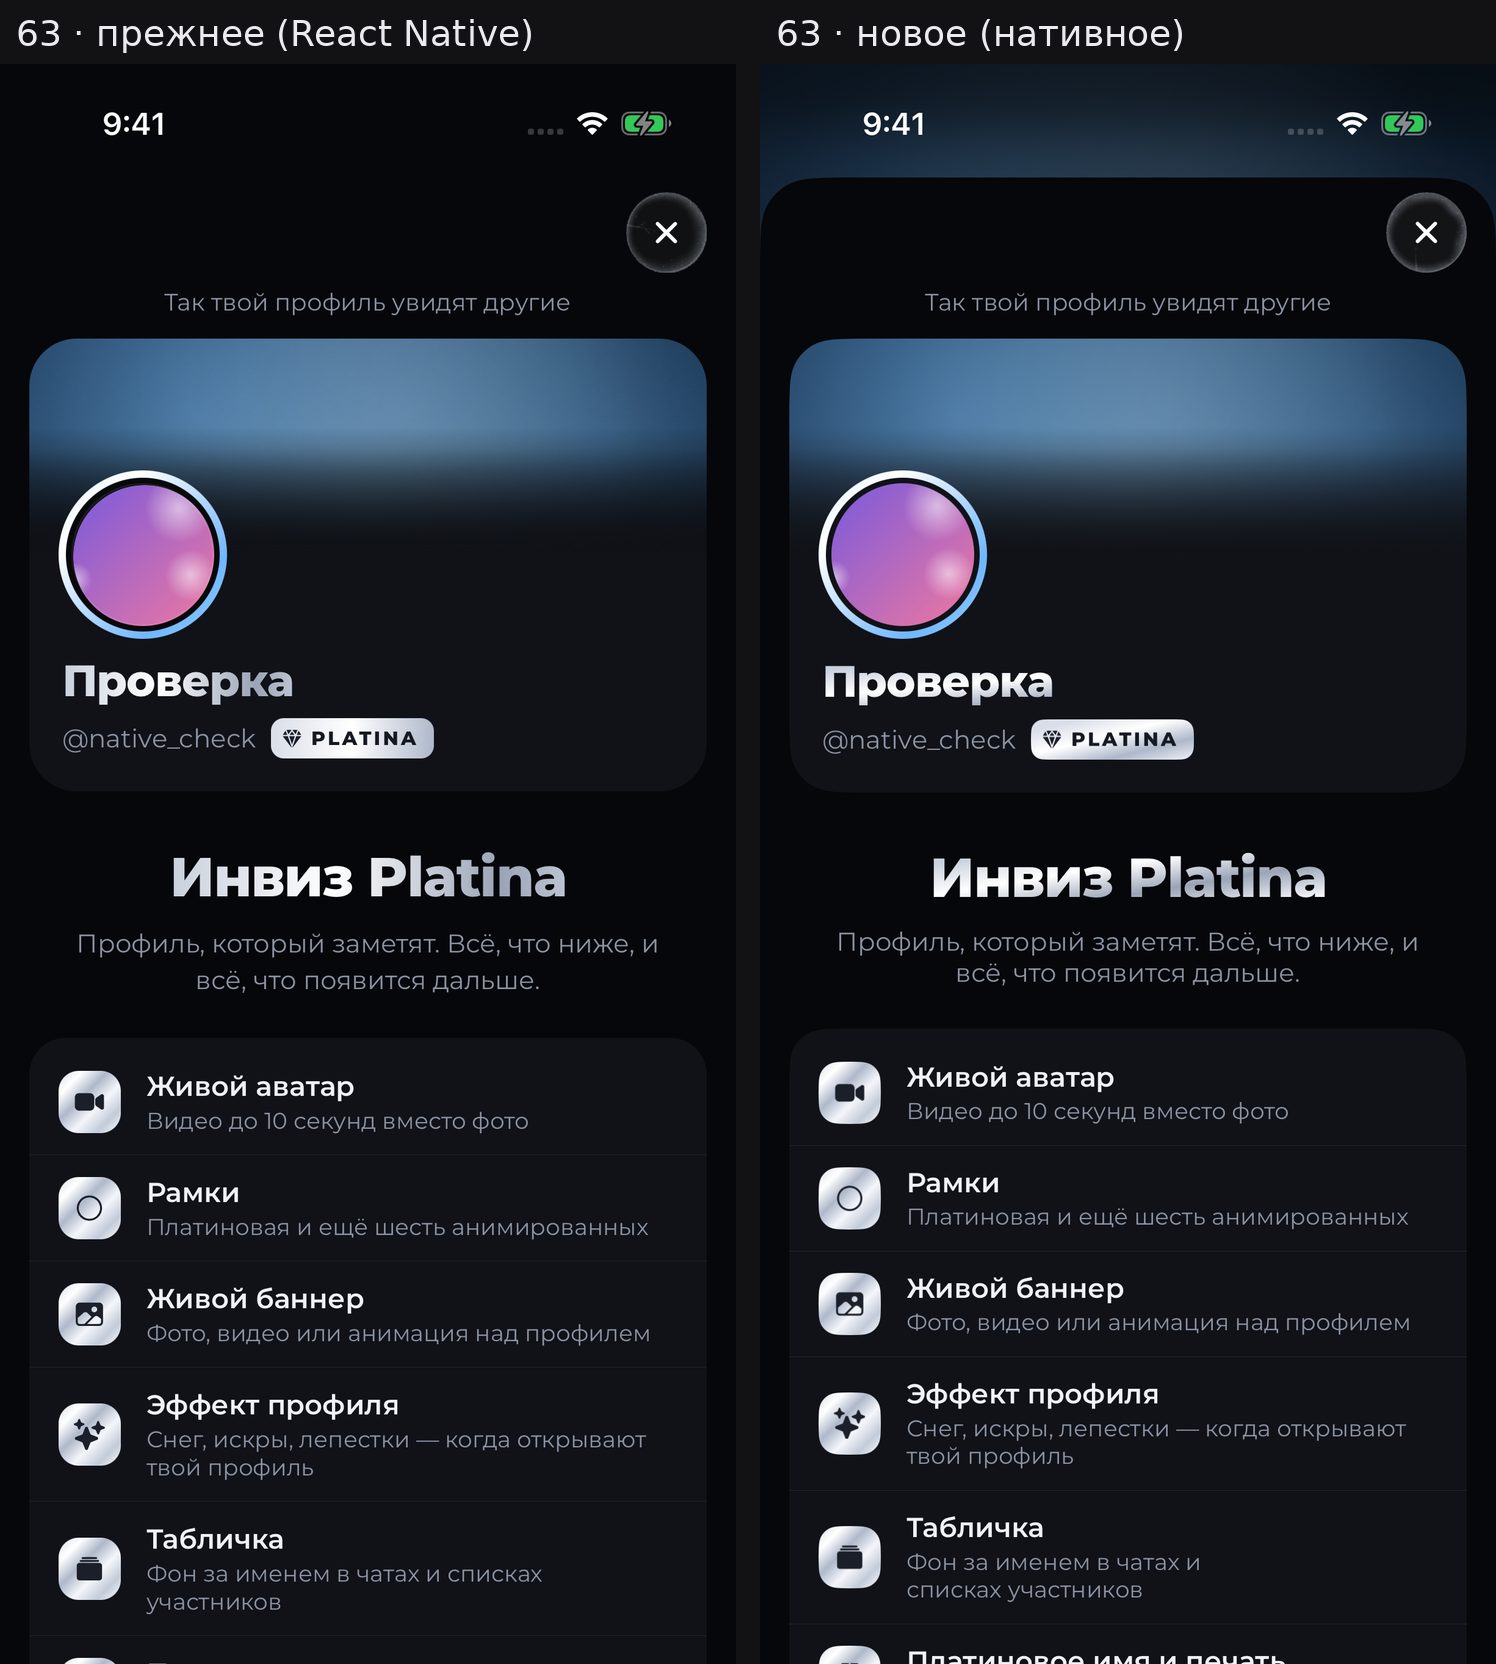 63 · прежнее (React Native)
9:41
Так твой профиль увидят другие
Проверка
@native_check PLATINA
Инвиз Platina
Профиль, который заметят. Всё, что ниже, и
всё, что появится дальше.
Живой аватар
Видео до 10 секунд вместо фото
Рамки
Платиновая и ещё шесть анимированных
Живой баннер
Фото, видео или анимация над профилем
Эффект профиля
Снег, искры, лепестки — когда открывают
твой профиль
Табличка
Фон за именем в чатах и списках
участников
63 · новое (нативное)
9:41
Так твой профиль увидят другие
Проверка
@native_check PLATINA
Инвиз Platina
Профиль, который заметят. Всё, что ниже, и
всё, что появится дальше.
Живой аватар
Видео до 10 секунд вместо фото
Рамки
Платиновая и ещё шесть анимированных
Живой баннер
Фото, видео или анимация над профилем
Эффект профиля
Снег, искры, лепестки — когда открывают
твой профиль
Табличка
Фон за именем в чатах и
списках участников
Платиновое имя и печать